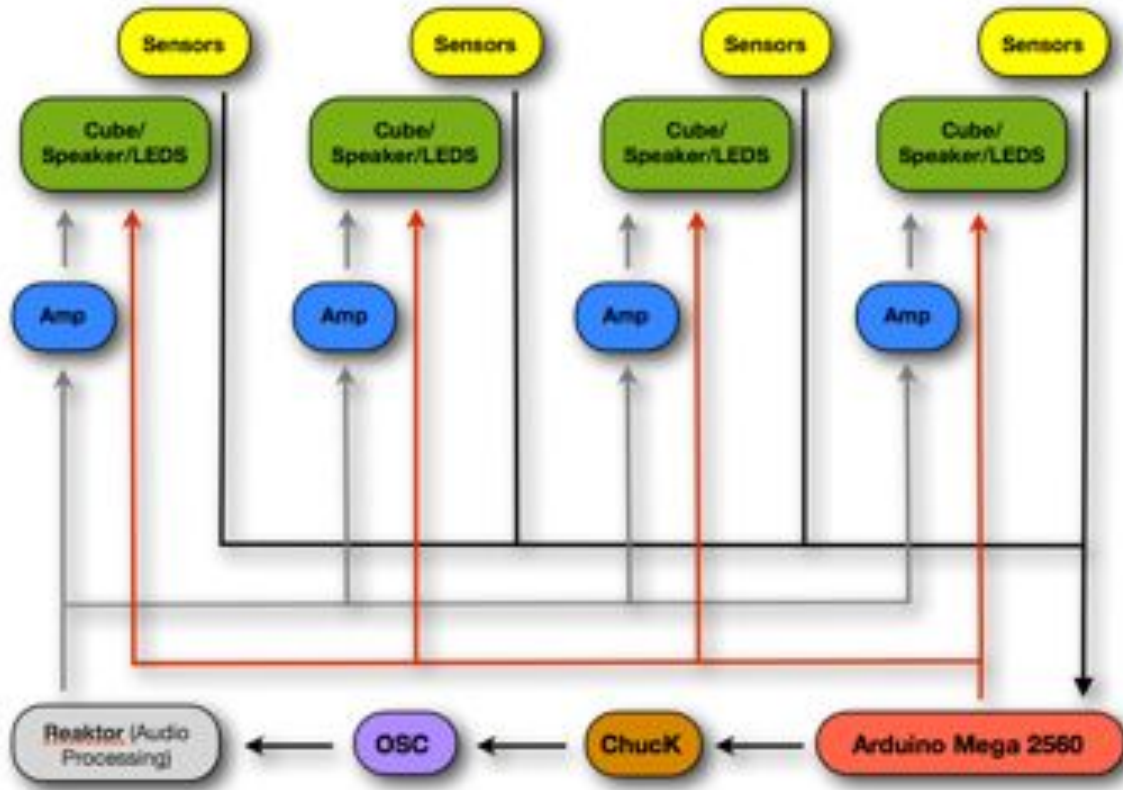 Sensors
Sensors
Sensors
Sensors
Cube/
Speaker/LEDS
Cube/
Speaker/LEDS
Cube/
Speaker/LEDS
Cube/
Speaker/LEDS
Amp
Amp
Amp
Amp
Reaktor (Audio
Processing)
OSC
ChucK
Arduino Mega 2560